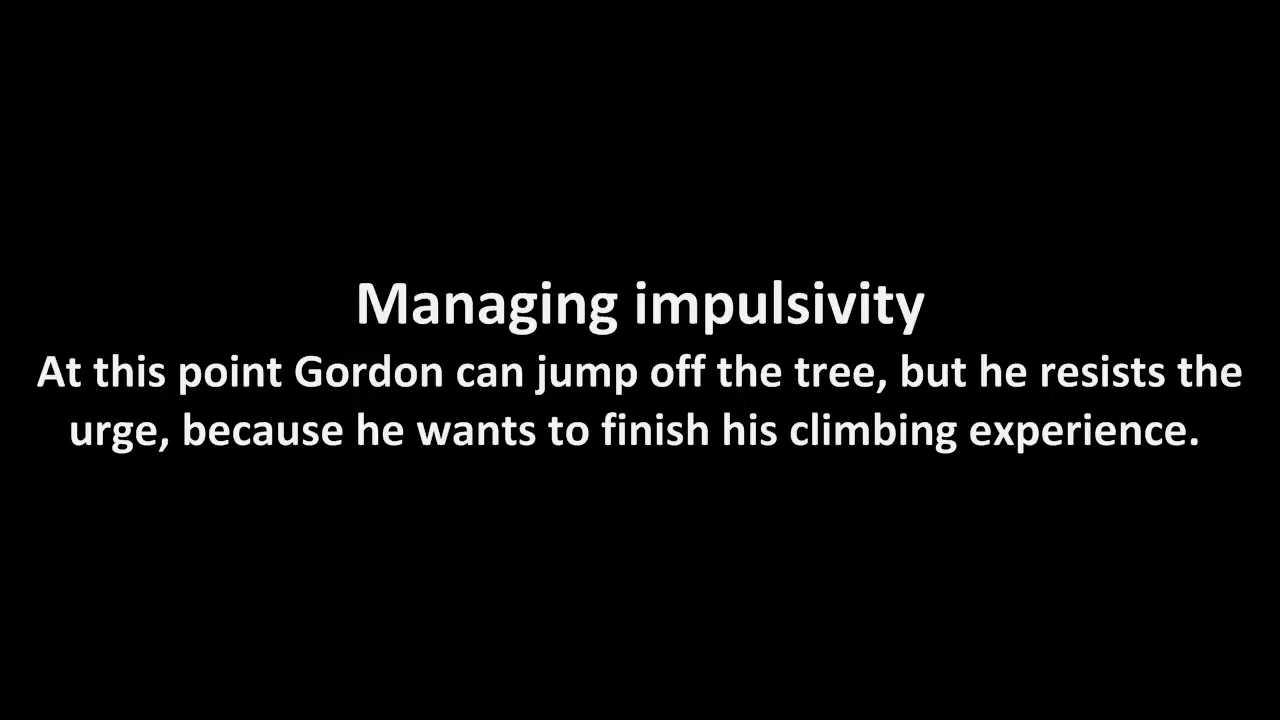 Managing impulsivity
At this point Gordon can jump off the tree, but he resists the
urge, because he wants to finish his climbing experience.